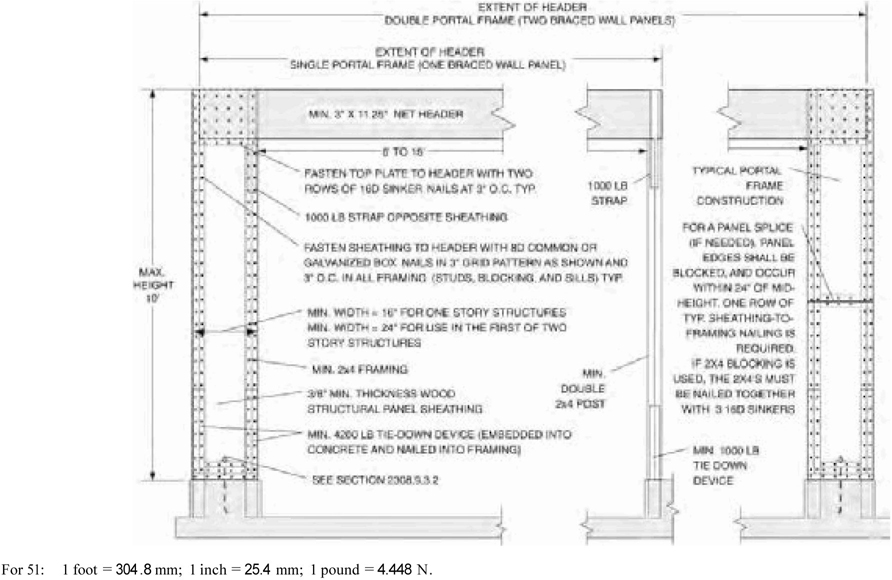 EXTENT OF HEADER
DOUBLE PORTAL FRAME (TWO BRACED WALL PANELS)
EXTENT OF HEADER
SINGLE PORTAL FRAME (ONE BRACED WALL PANEL)
MIN. 3" X 11.25" NET HEADER
6' TO 18'
FASTEN TOP PLATE TO HEADER WITH TWO
ROWS OF 16D SINKER NAILS AT 3" O.C. TYP.
1000 LB STRAP OPPOSITE SHEATHING
FASTEN SHEATHING TO HEADER WITH 8D COMMON OR
GALVANIZED BOX NAILS IN 3" GRID PATTERN AS SHOWN AND
3" O.C. IN ALL FRAMING (STUDS, BLOCKING, AND SILLS) TYP.
MAX.
HEIGHT
10'
MIN. WIDTH = 16" FOR ONE STORY STRUCTURES
MIN. WIDTH = 24" FOR USE IN THE FIRST OF TWO
STORY STRUCTURES
MIN. 2x4 FRAMING
3/8" MIN. THICKNESS WOOD
STRUCTURAL PANEL SHEATHING
MIN. 4200 LB TIE-DOWN DEVICE (EMBEDDED INTO
CONCRETE AND NAILED INTO FRAMING)
SEE SECTION 2308.9.3.2
1000 LB
STRAP
MIN.
DOUBLE
2x4 POST
TYPICAL PORTAL
FRAME
CONSTRUCTION
FOR A PANEL SPLICE
(IF NEEDED), PANEL
EDGES SHALL BE
BLOCKED, AND OCCUR
WITHIN 24" OF MID-
HEIGHT. ONE ROW OF
TYP. SHEATHING-TO-
FRAMING NAILING IS
REQUIRED.
IF 2X4 BLOCKING IS
USED, THE 2X4'S MUST
BE NAILED TOGETHER
WITH 3 16D SINKERS
MIN. 1000 LB
TIE DOWN
DEVICE
For 51: 1 foot = 304.8 mm; 1 inch = 25.4 mm; 1 pound = 4.448 N.